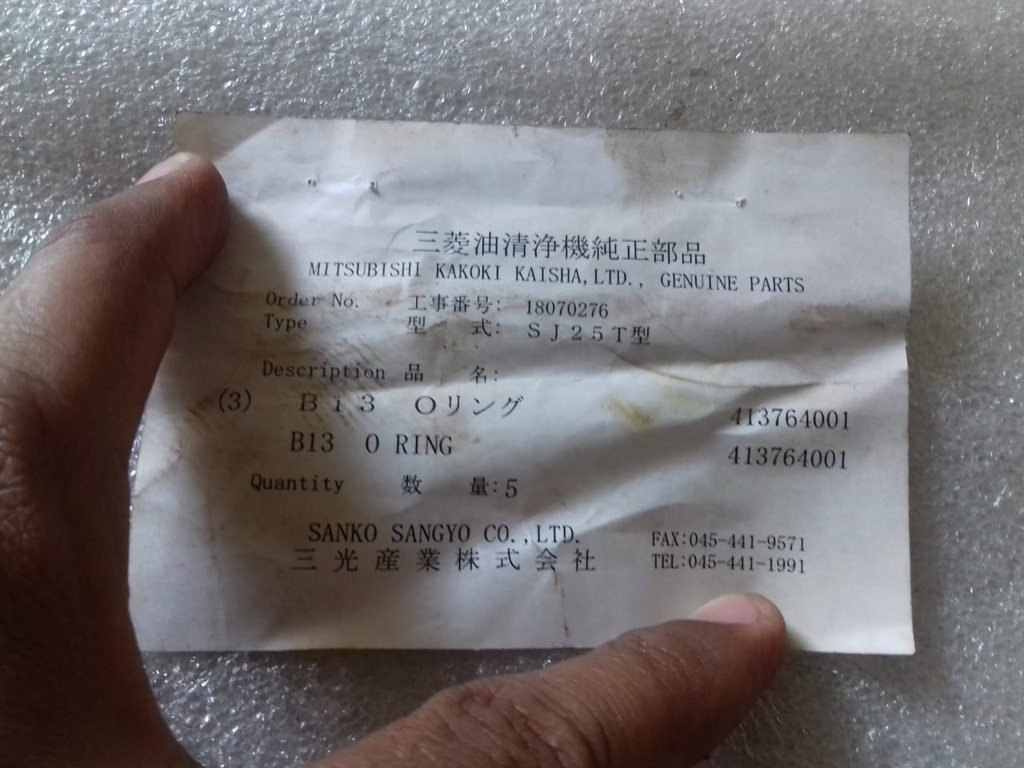 三菱油清浄機純正部品
MITSUBISHI KAKOKI KAISHA,LTD., GENUINE PARTS
Order No. 工事番号: 18070276
Type 型 式: ＳＪ２５Ｔ型
Description 品 名:
(3) Ｂ１３ Ｏリング 413764001
B13 O RING 413764001
Quantity 数 量:5
SANKO SANGYO CO.,LTD. FAX:045-441-9571
三光産業株式会社 TEL:045-441-1991